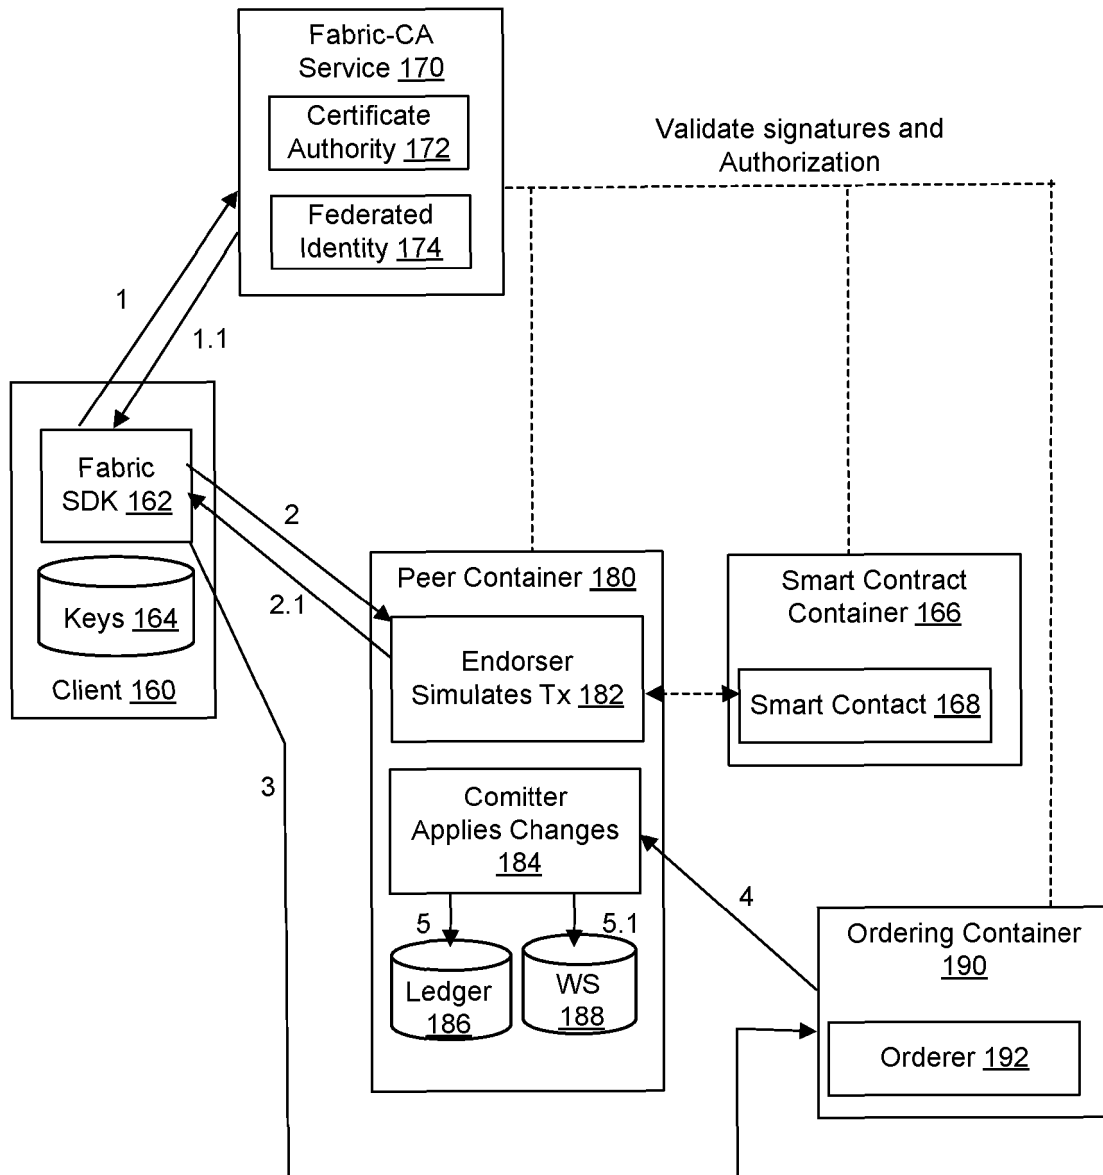 Fabric-CA
Service 170
Certificate
Authority 172
Federated
Identity 174
Validate signatures and
Authorization
1
1.1
Fabric
SDK 162
Keys 164
Client 160
2
2.1
3
Peer Container 180
Endorser
Simulates Tx 182
Comitter
Applies Changes
184
5
5.1
Ledger
186
WS
188
Smart Contract
Container 166
Smart Contact 168
4
Ordering Container
190
Orderer 192